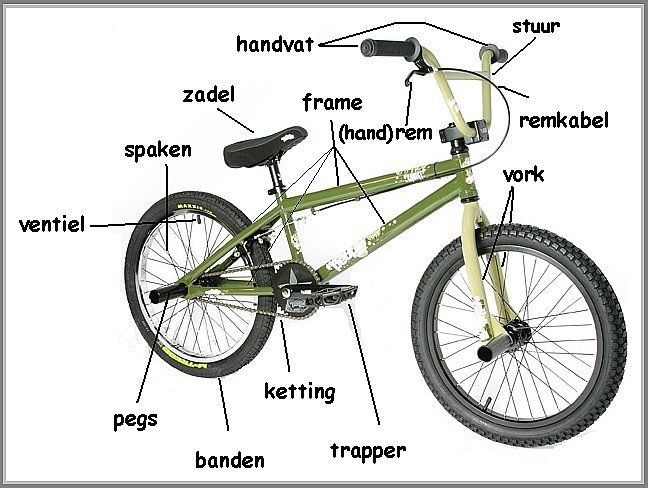 stuur
handvat
zadel
frame
(hand)rem
remkabel
spaken
vork
ventiel
ketting
pegs
trapper
banden